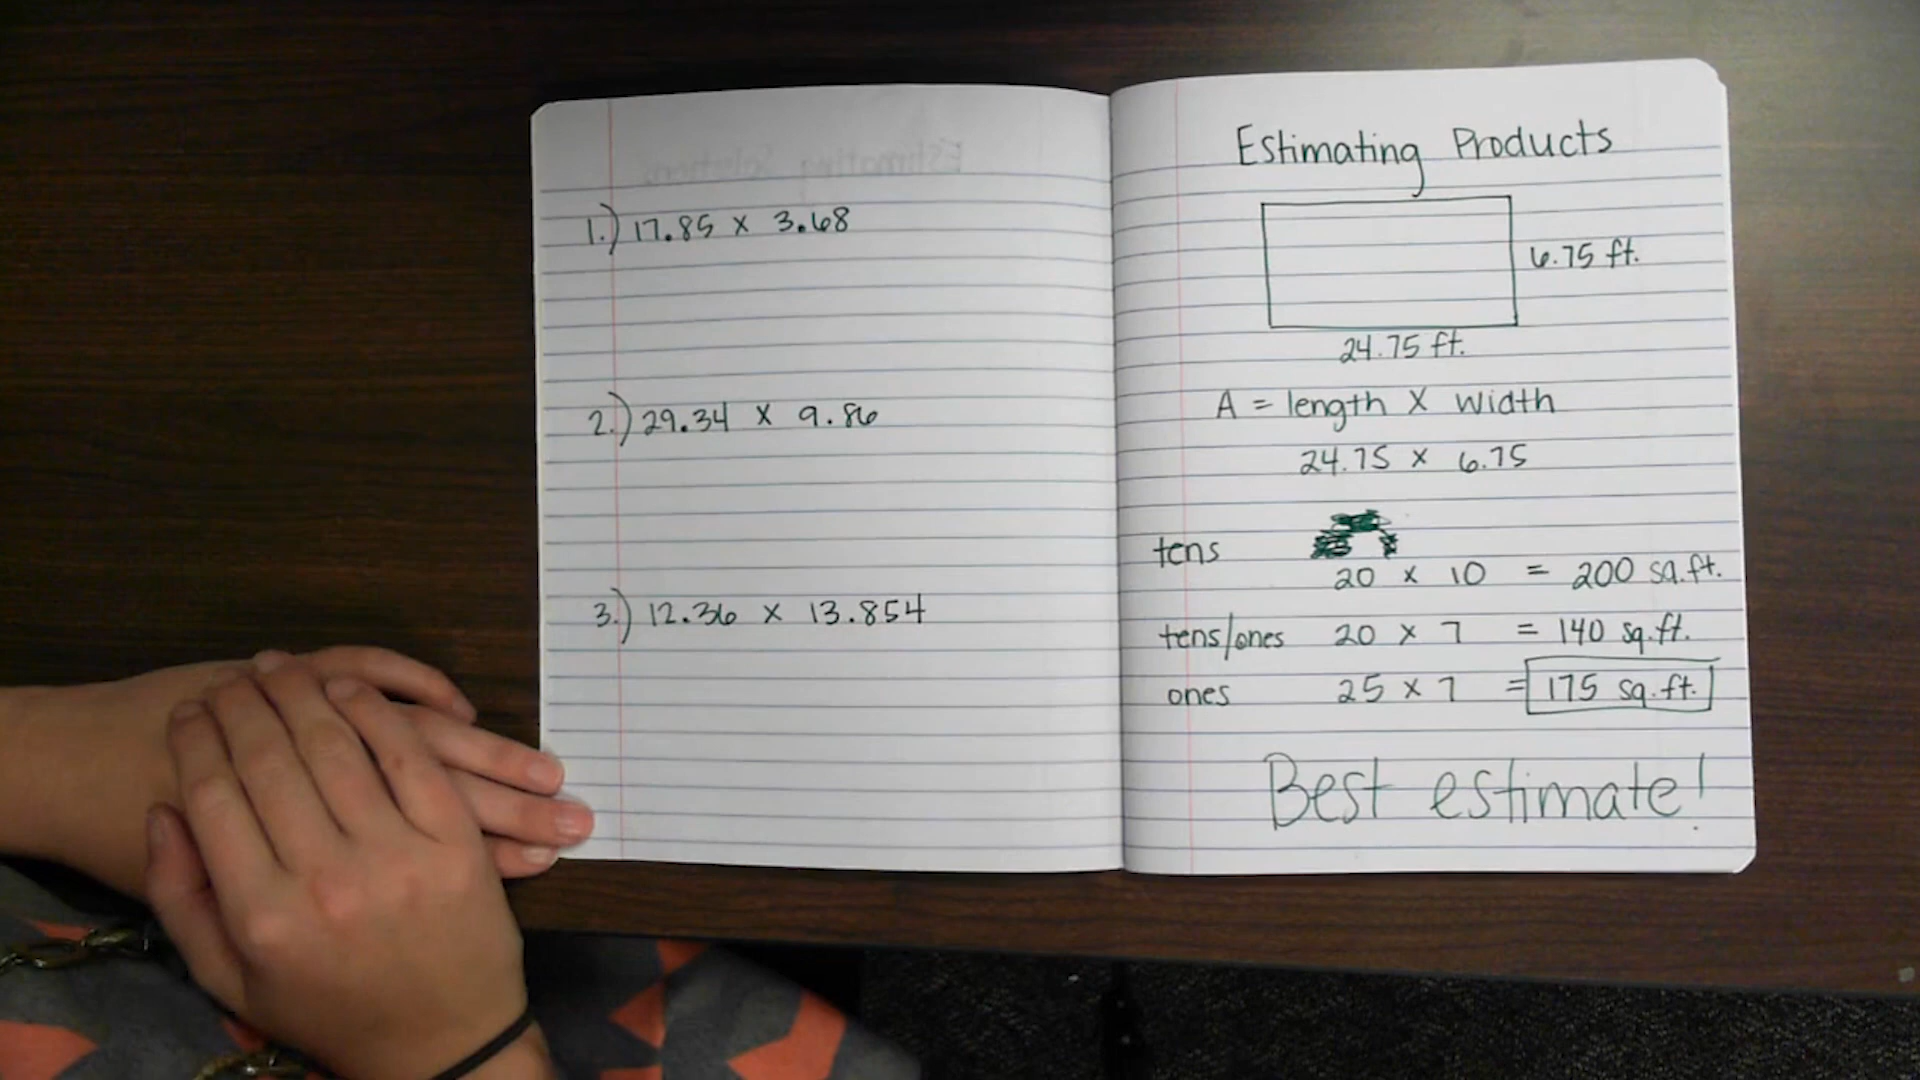 1.) 17.85 x 3.68
2.) 29.34 x 9.86
3.) 12.36 x 13.854
Estimating Products
6.75 ft.
24.75 ft.
A = length x width
24.75 x 6.75
tens
20 x 10 = 200 sq.ft.
tens/ones 20 x 7 = 140 sq.ft.
ones 25 x 7 = 175 sq.ft.
Best estimate!